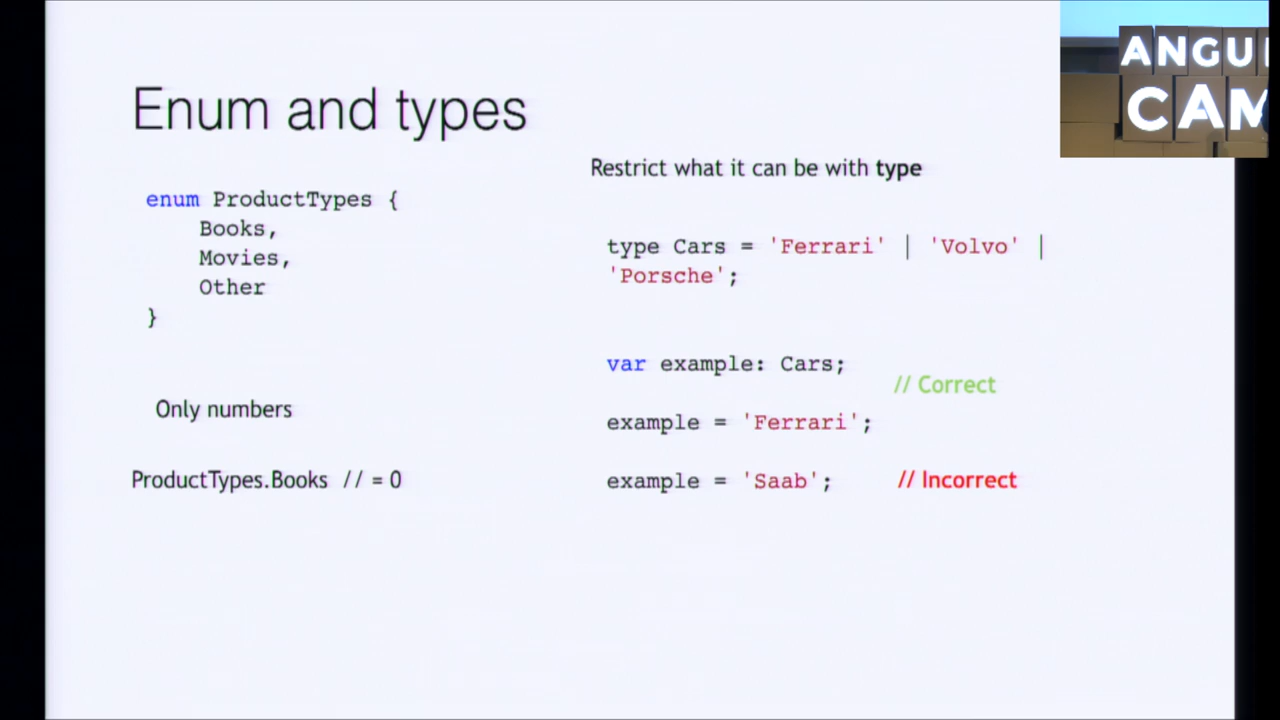 Enum and types
enum ProductTypes {
Books,
Movies,
Other
}
Only numbers
ProductTypes.Books // = 0
Restrict what it can be with type
type Cars = 'Ferrari' | 'Volvo' |
'Porsche';
var example: Cars;
// Correct
example = 'Ferrari';
example = 'Saab'; // Incorrect
ANGU
CAM